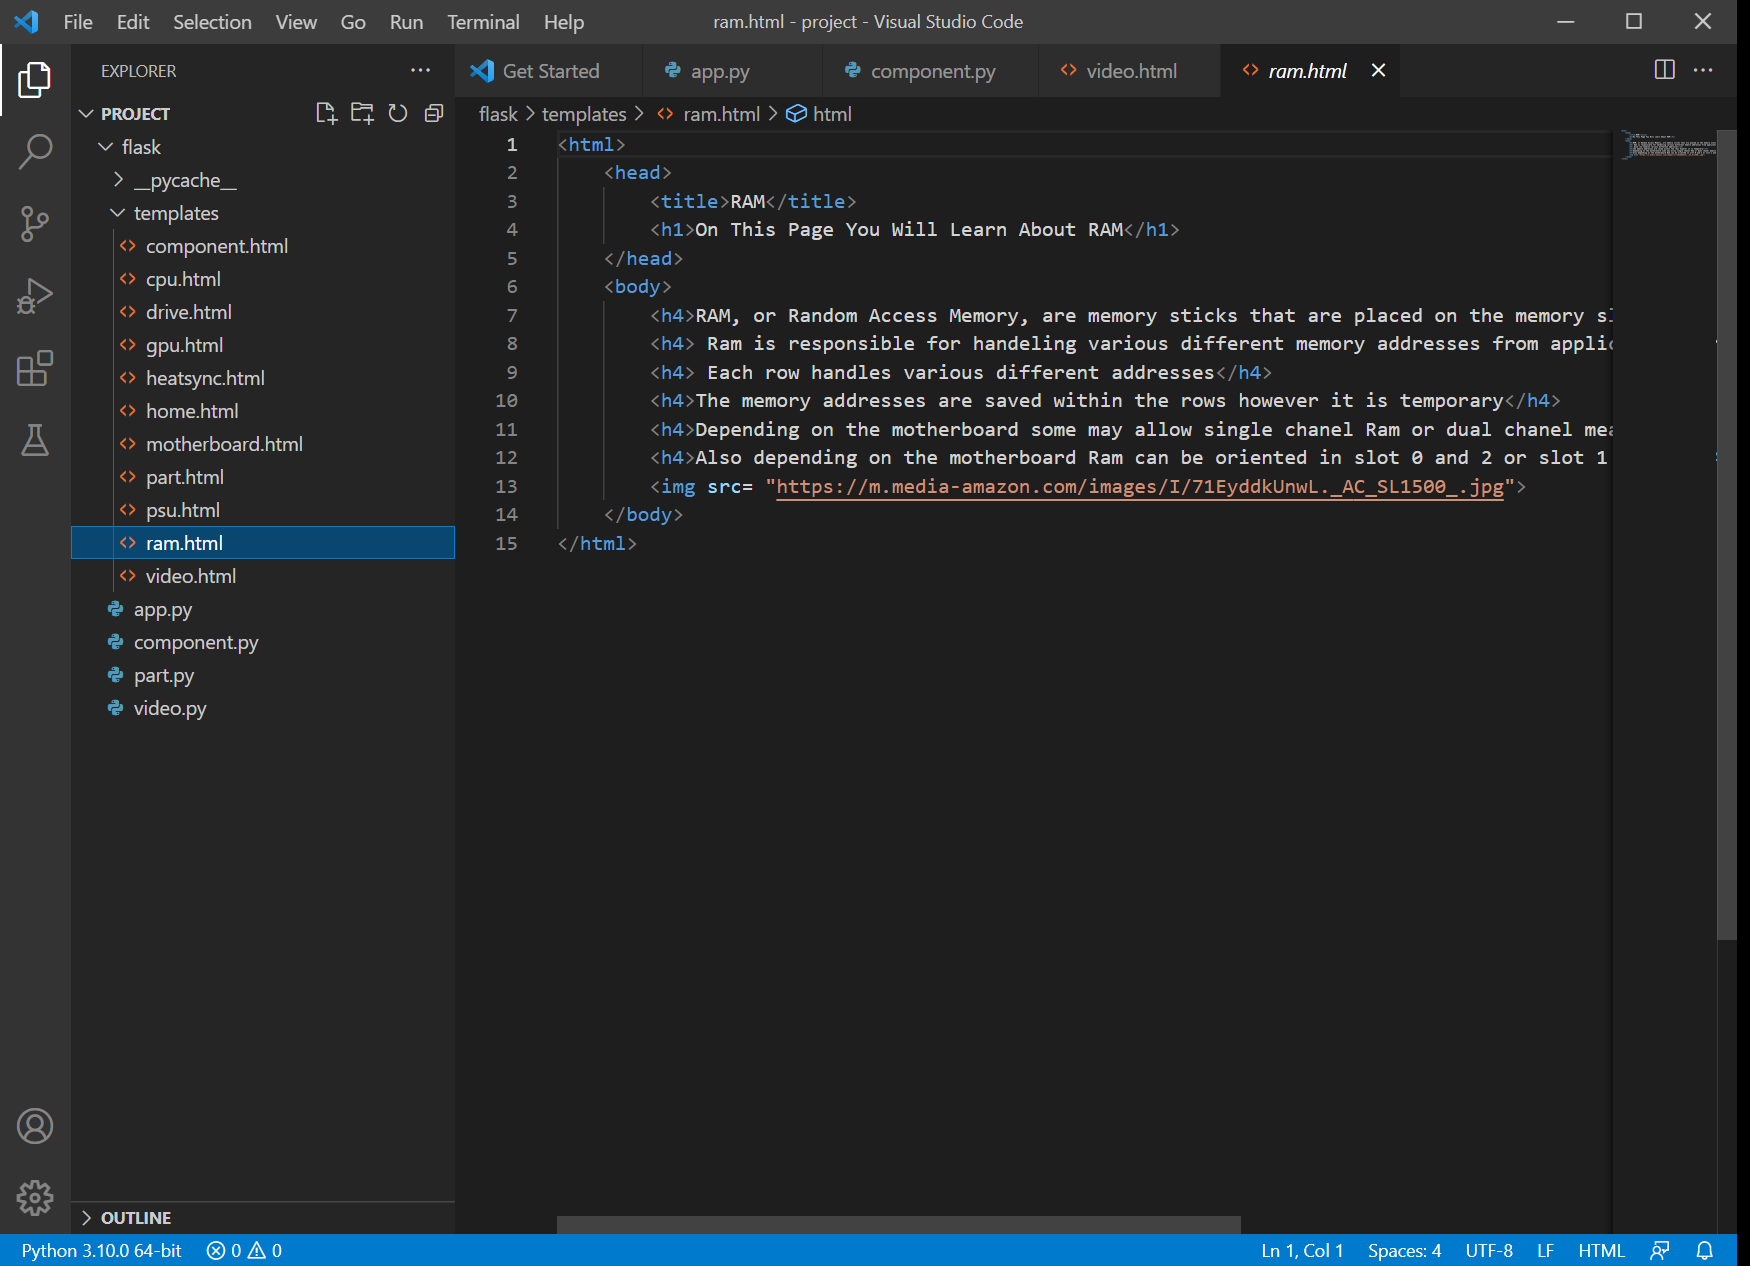 File Edit Selection View Go Run Terminal Help
ram.html - project - Visual Studio Code
EXPLORER
PROJECT
flask
__pycache__
templates
component.html
cpu.html
drive.html
gpu.html
heatsync.html
home.html
motherboard.html
part.html
psu.html
ram.html
video.html
app.py
component.py
part.py
video.py
OUTLINE
Get Started app.py component.py video.html ram.html
flask > templates > ram.html > html
1 <html>
2 <head>
3 <title>RAM</title>
4 <h1>On This Page You Will Learn About RAM</h1>
5 </head>
6 <body>
7 <h4>RAM, or Random Access Memory, are memory sticks that are placed on the memory
8 <h4> Ram is responsible for handeling various different memory addresses from
9 <h4> Each row handles various different addresses</h4>
10 <h4>The memory addresses are saved within the rows however it is temporary</h4>
11 <h4>Depending on the motherboard some may allow single chanel Ram or dual chanel
12 <h4>Also depending on the motherboard Ram can be oriented in slot 0 and 2 or slot 1
13 <img src= "https://m.media-amazon.com/images/I/71EyddkUnwL._AC_SL1500_.jpg">
14 </body>
15 </html>
Python 3.10.0 64-bit 0 0 Ln 1, Col 1 Spaces: 4 UTF-8 LF HTML